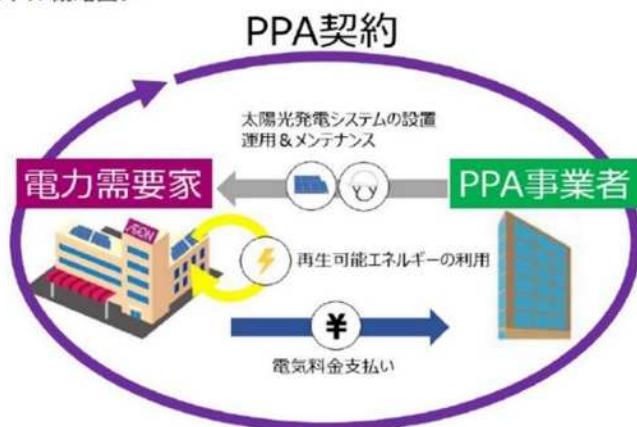 PPA契約
太陽光発電システムの設置
運用＆メンテナンス
電力需要家
PPA事業者
ÆON
再生可能エネルギーの利用
¥
電気料金支払い